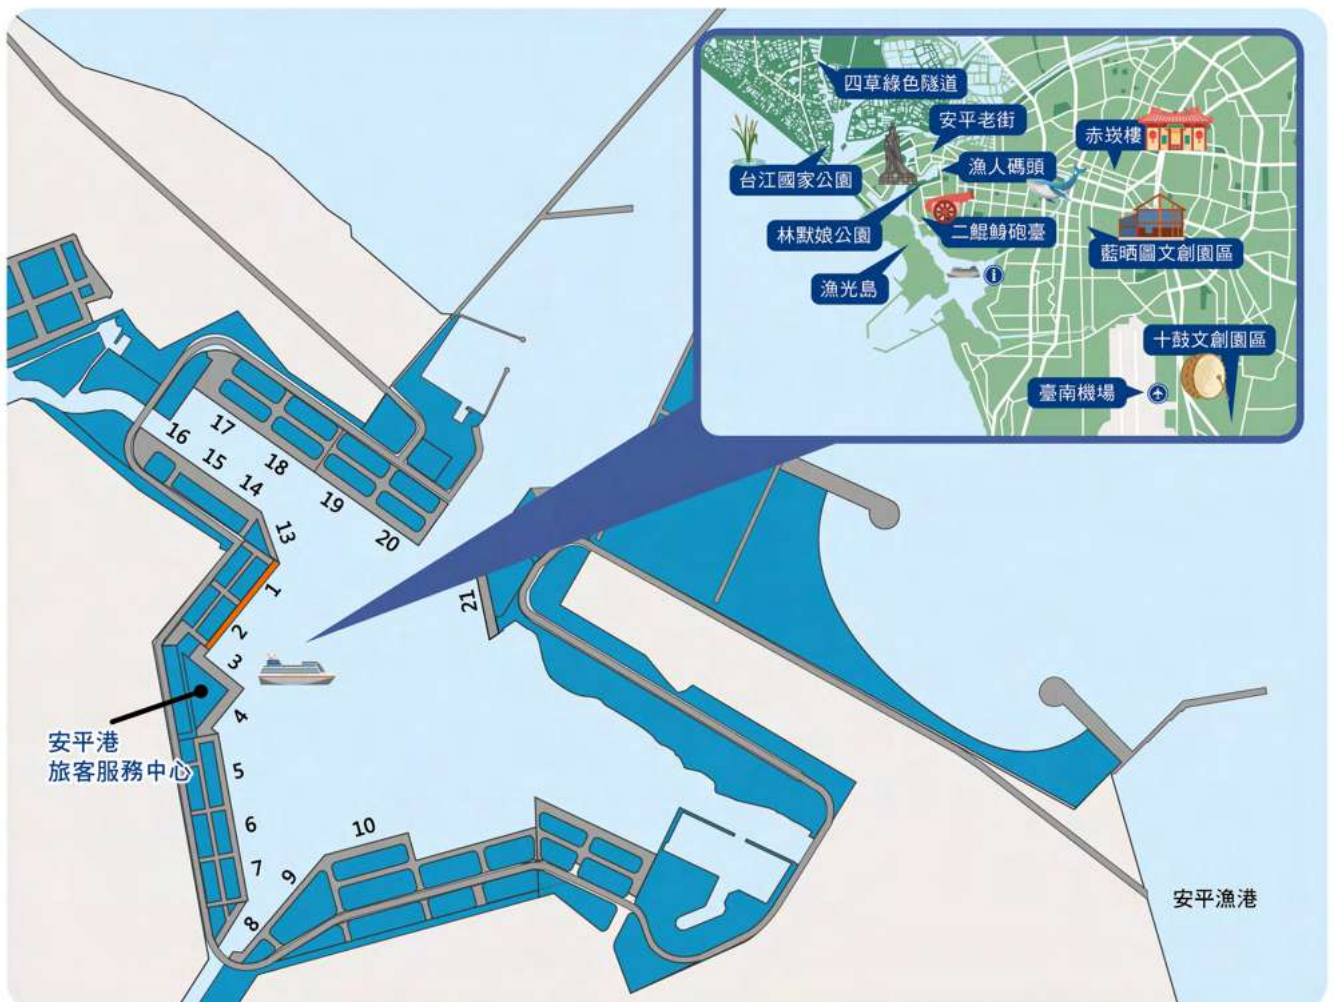 四草綠色隧道
安平老街
赤崁樓
漁人碼頭
台江國家公園
林默娘公園
二鯤鯓砲臺
藍晒圖文創園區
漁光島
i
十鼓文創園區
臺南機場
17
16
15
18
14
19
13
20
1
21
2
3
4
安平港
旅客服務中心
5
6
10
7
9
8
安平漁港